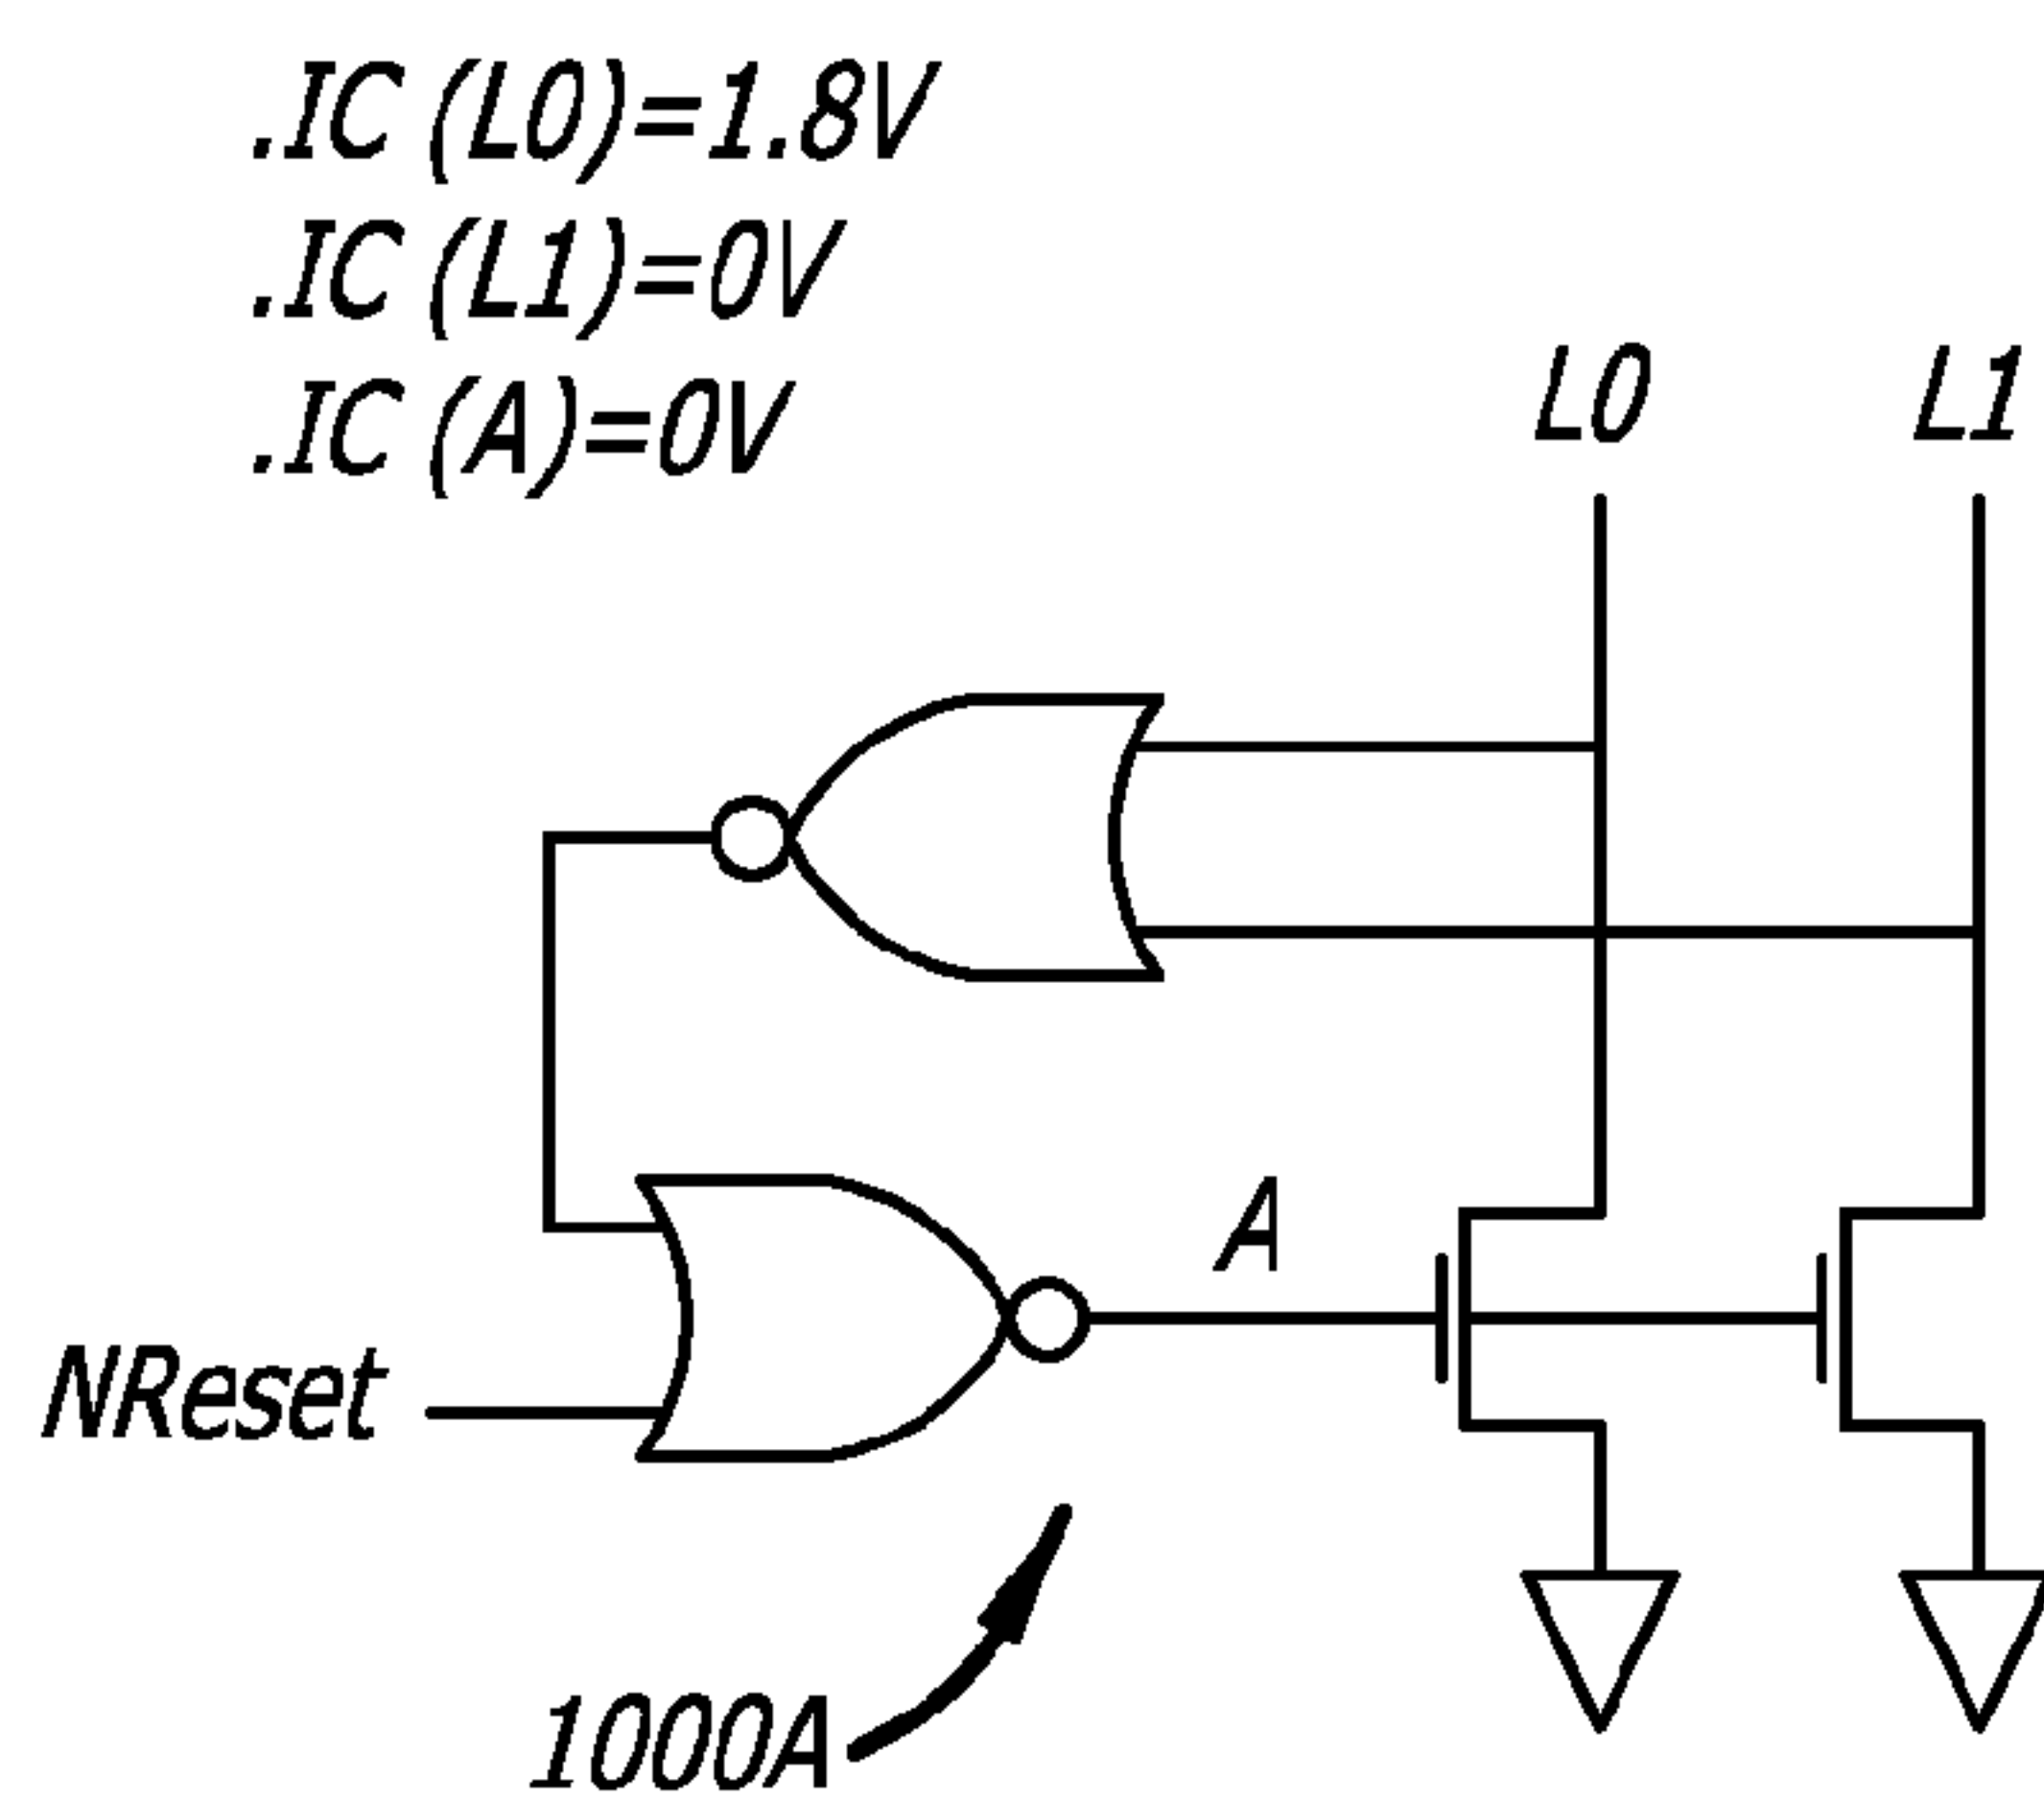 .IC (L0)=1.8V
.IC (L1)=0V
.IC (A)=0V
L0 L1
A
NReset
1000A